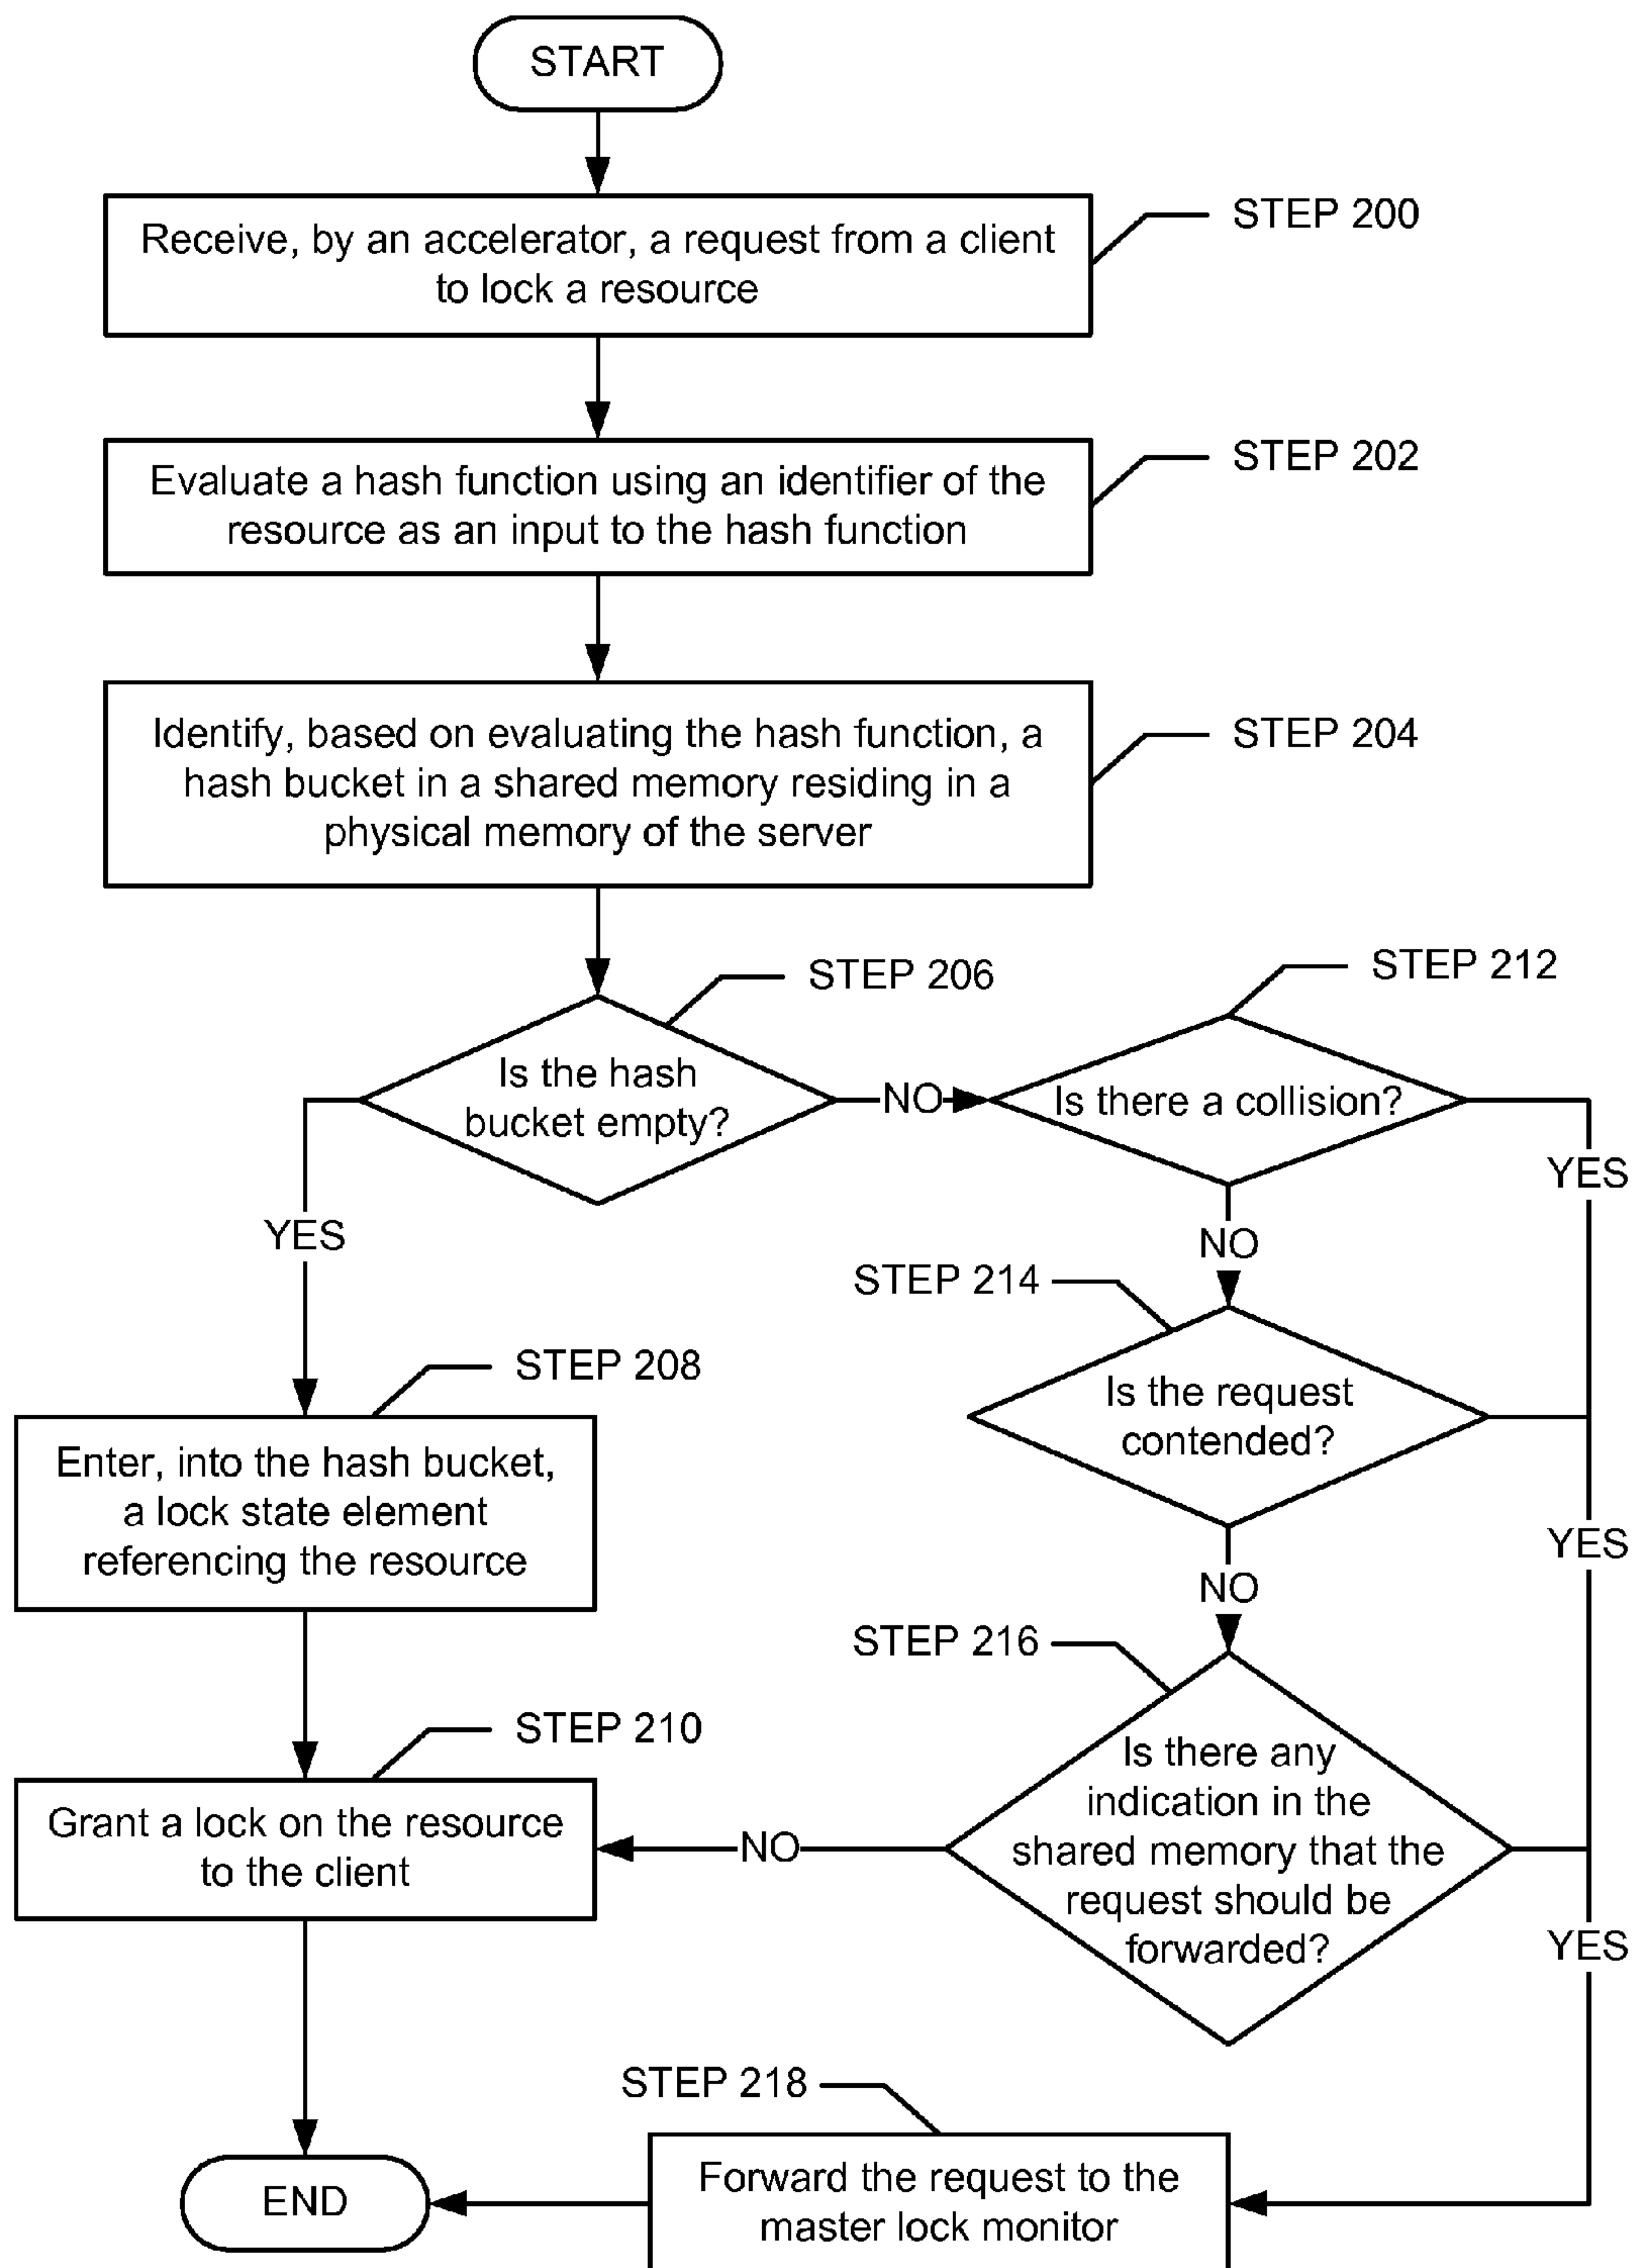 START
Receive, by an accelerator, a request from a client
to lock a resource
STEP 200
Evaluate a hash function using an identifier of the
resource as an input to the hash function
STEP 202
Identify, based on evaluating the hash function, a
hash bucket in a shared memory residing in a
physical memory of the server
STEP 204
STEP 206
Is the hash
bucket empty?
NO
STEP 212
Is there a collision?
YES
NO
YES
STEP 214
Is the request
contended?
YES
NO
STEP 208
Enter, into the hash bucket,
a lock state element
referencing the resource
STEP 216
Is there any
indication in the
shared memory that the
request should be
forwarded?
NO
YES
STEP 210
Grant a lock on the resource
to the client
STEP 218
Forward the request to the
master lock monitor
END